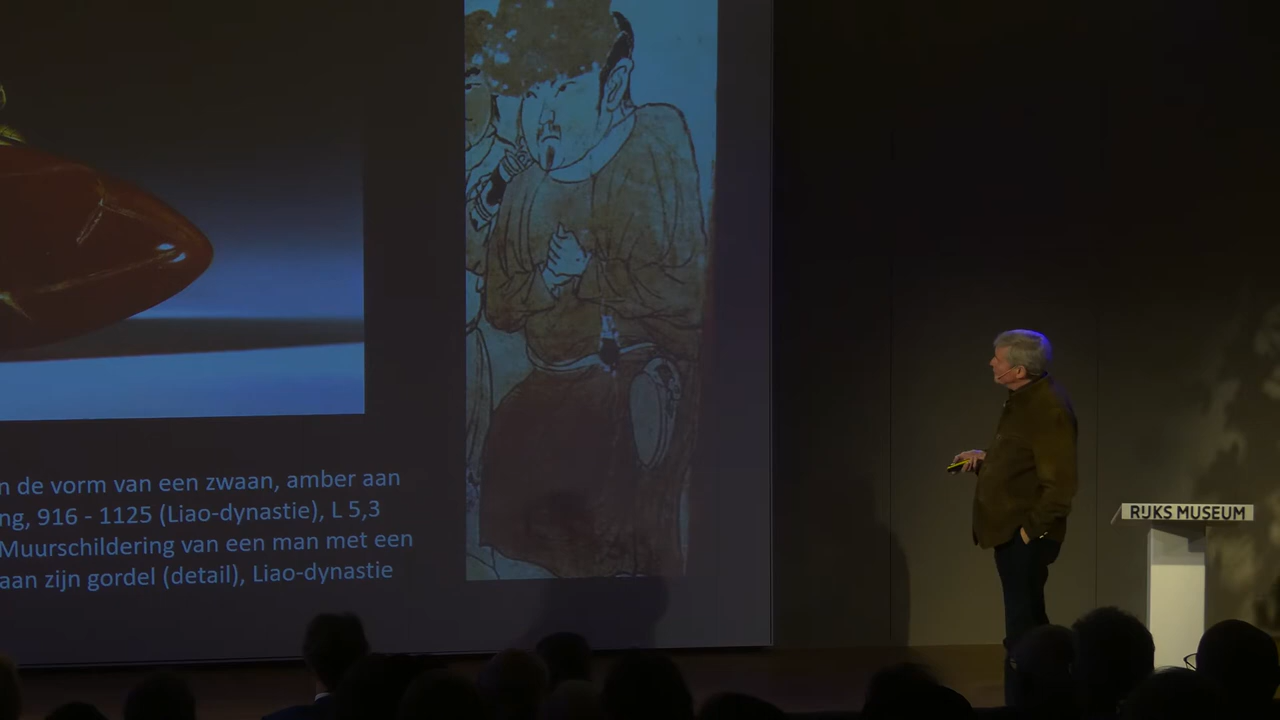 n de vorm van een zwaan, amber aan
ng, 916 - 1125 (Liao-dynastie), L 5,3
Muurschildering van een man met een
aan zijn gordel (detail), Liao-dynastie
RIJKS MUSEUM